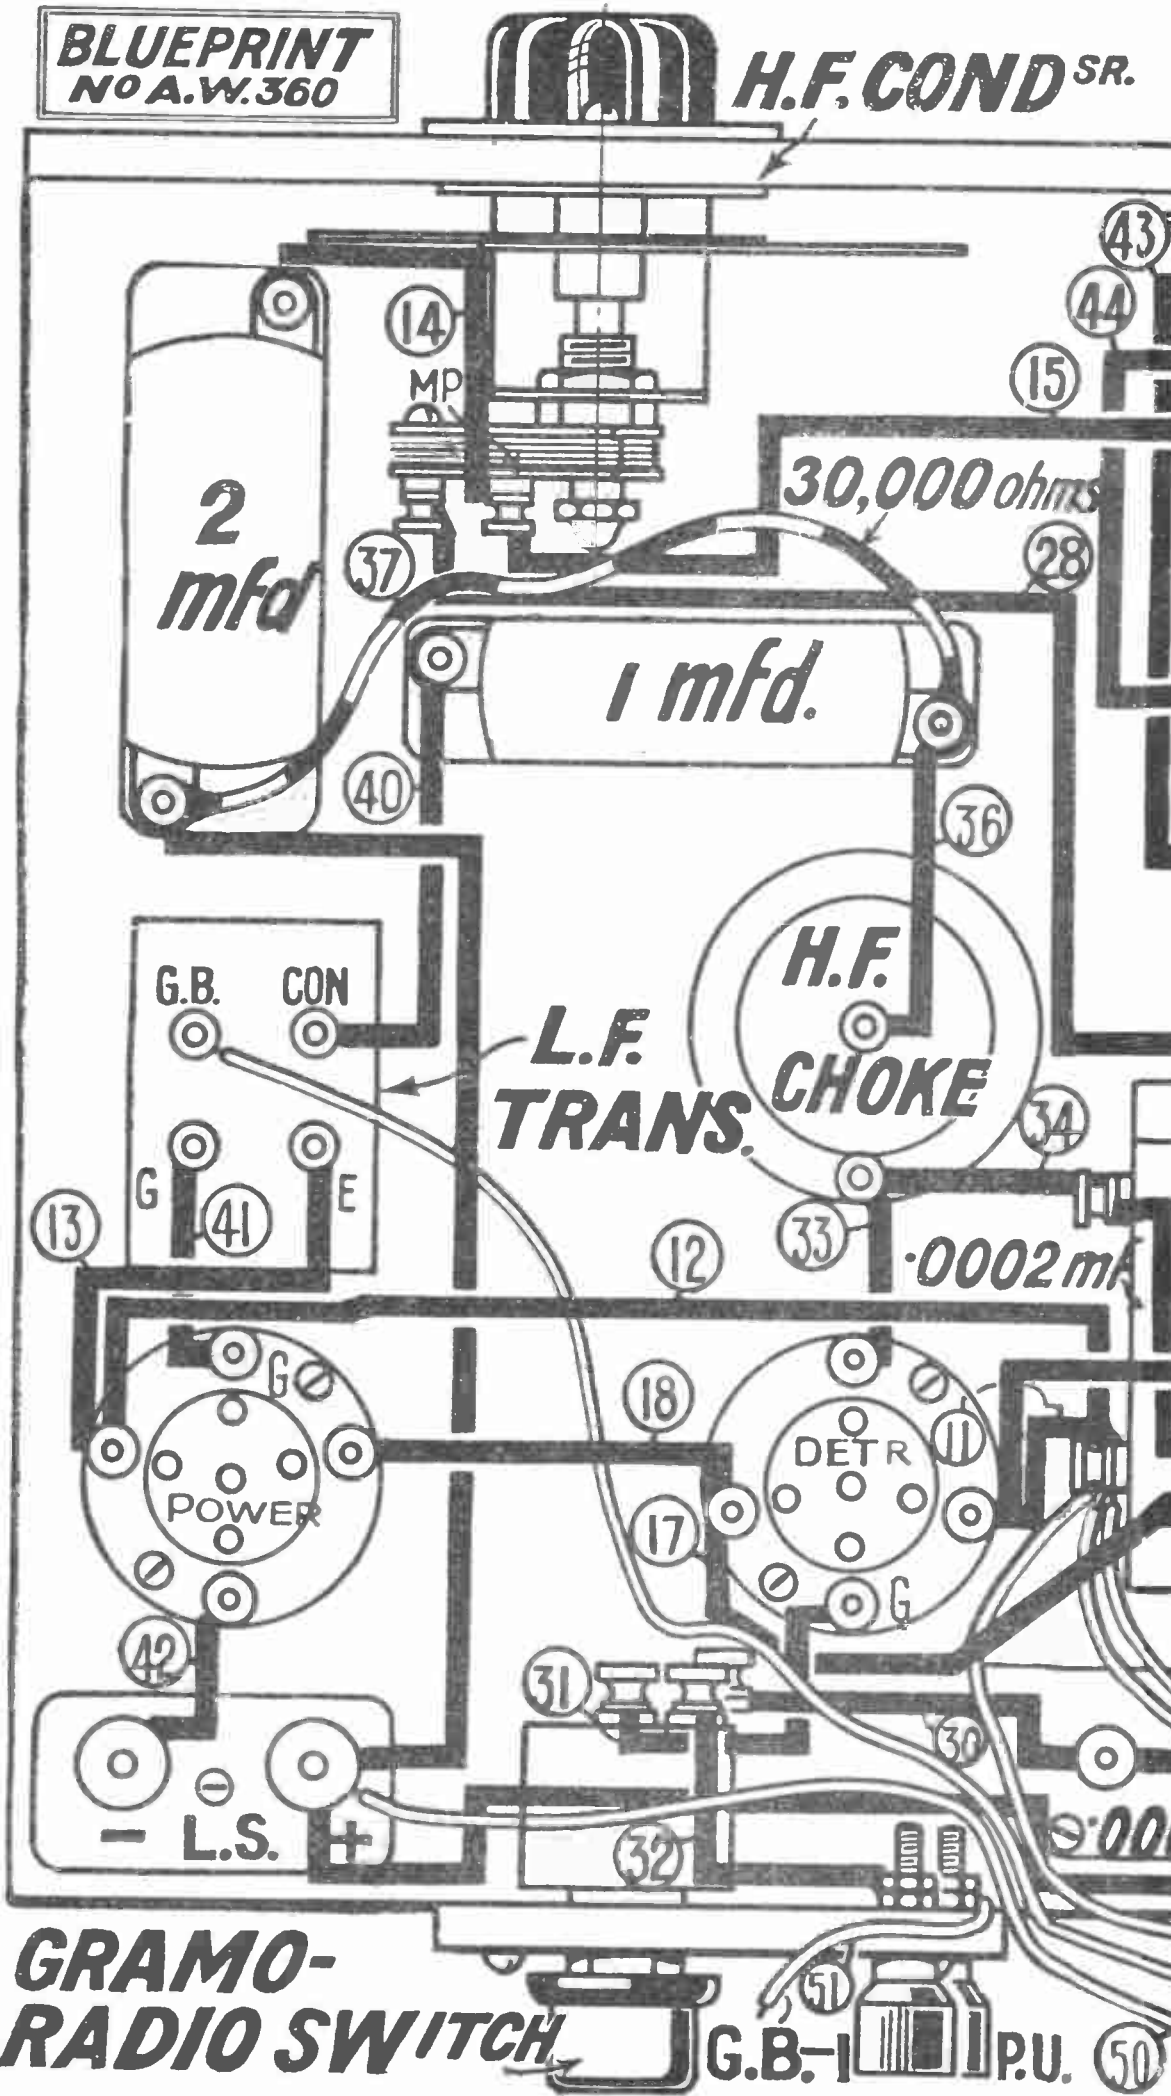 BLUEPRINT
No A.W.360
H.F. COND SR.
43
44
14
15
MP
30,000 ohms
2
mfd
37
28
1 mfd.
40
36
G.B. CON
H.F.
CHOKE
L.F.
TRANS.
34
G
41
E
13
33
12
.0002 m
G
18
11
DETR
POWER
17
G
42
31
30
L.S.
- +
32
.00
GRAMO-
RADIO SWITCH
51
G.B.-1
P.U.
50